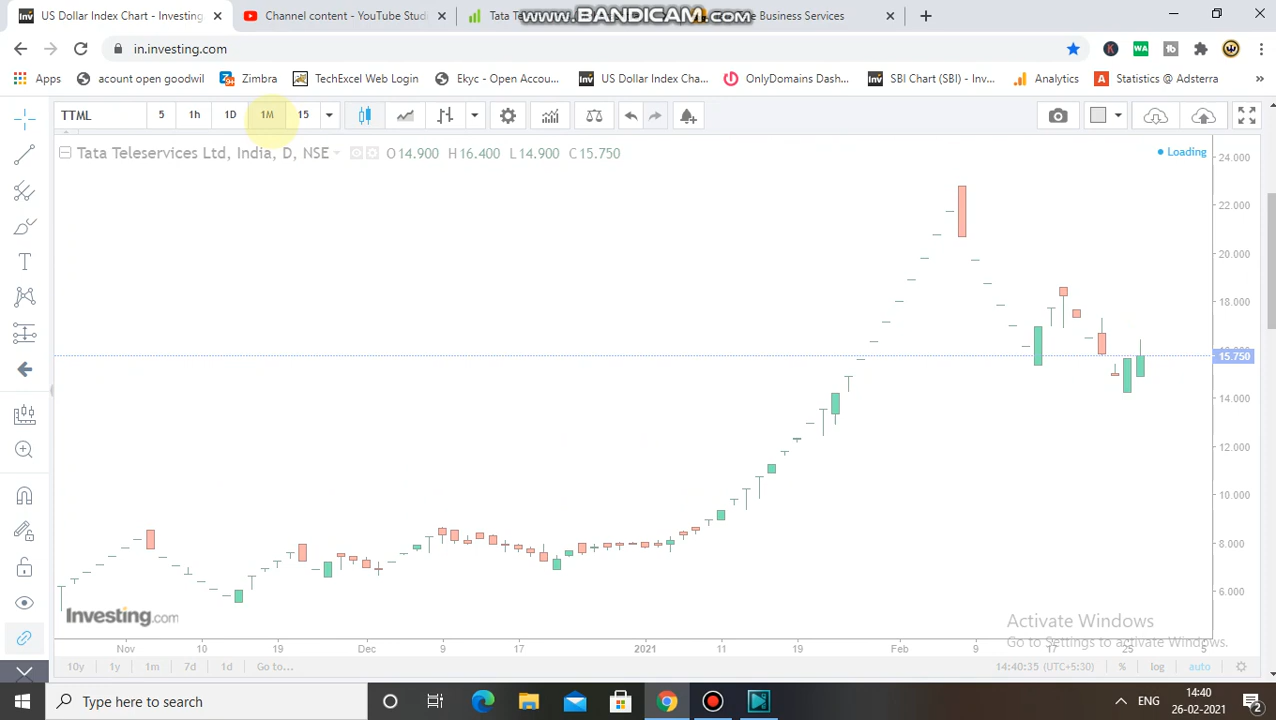 US Dollar Index Chart - Investing
Channel content - YouTube Studio
Tata Te
www.BANDICAM.com
e Business Services
in.investing.com
Apps
acount open goodwil
Zimbra
TechExcel Web Login
Ekyc - Open Accou...
US Dollar Index Cha...
OnlyDomains Dash...
SBI Chart (SBI) - Inv...
Analytics
Statistics @ Adsterra
TTML 5 1h 1D 1M 15
Tata Teleservices Ltd, India, D, NSE O14.900 H16.400 L14.900 C15.750
Loading
24.000
22.000
20.000
18.000
15.750
14.000
12.000
10.000
8.000
6.000
Investing.com
Activate Windows
Go to Settings to activate Windows.
Nov 10 19 Dec 9 17 2021 11 19 Feb 9 17 25 5
10y 1y 1m 7d 1d Go to... 14:40:35 (UTC+5:30) % log auto
Type here to search
ENG
14:40
26-02-2021
2